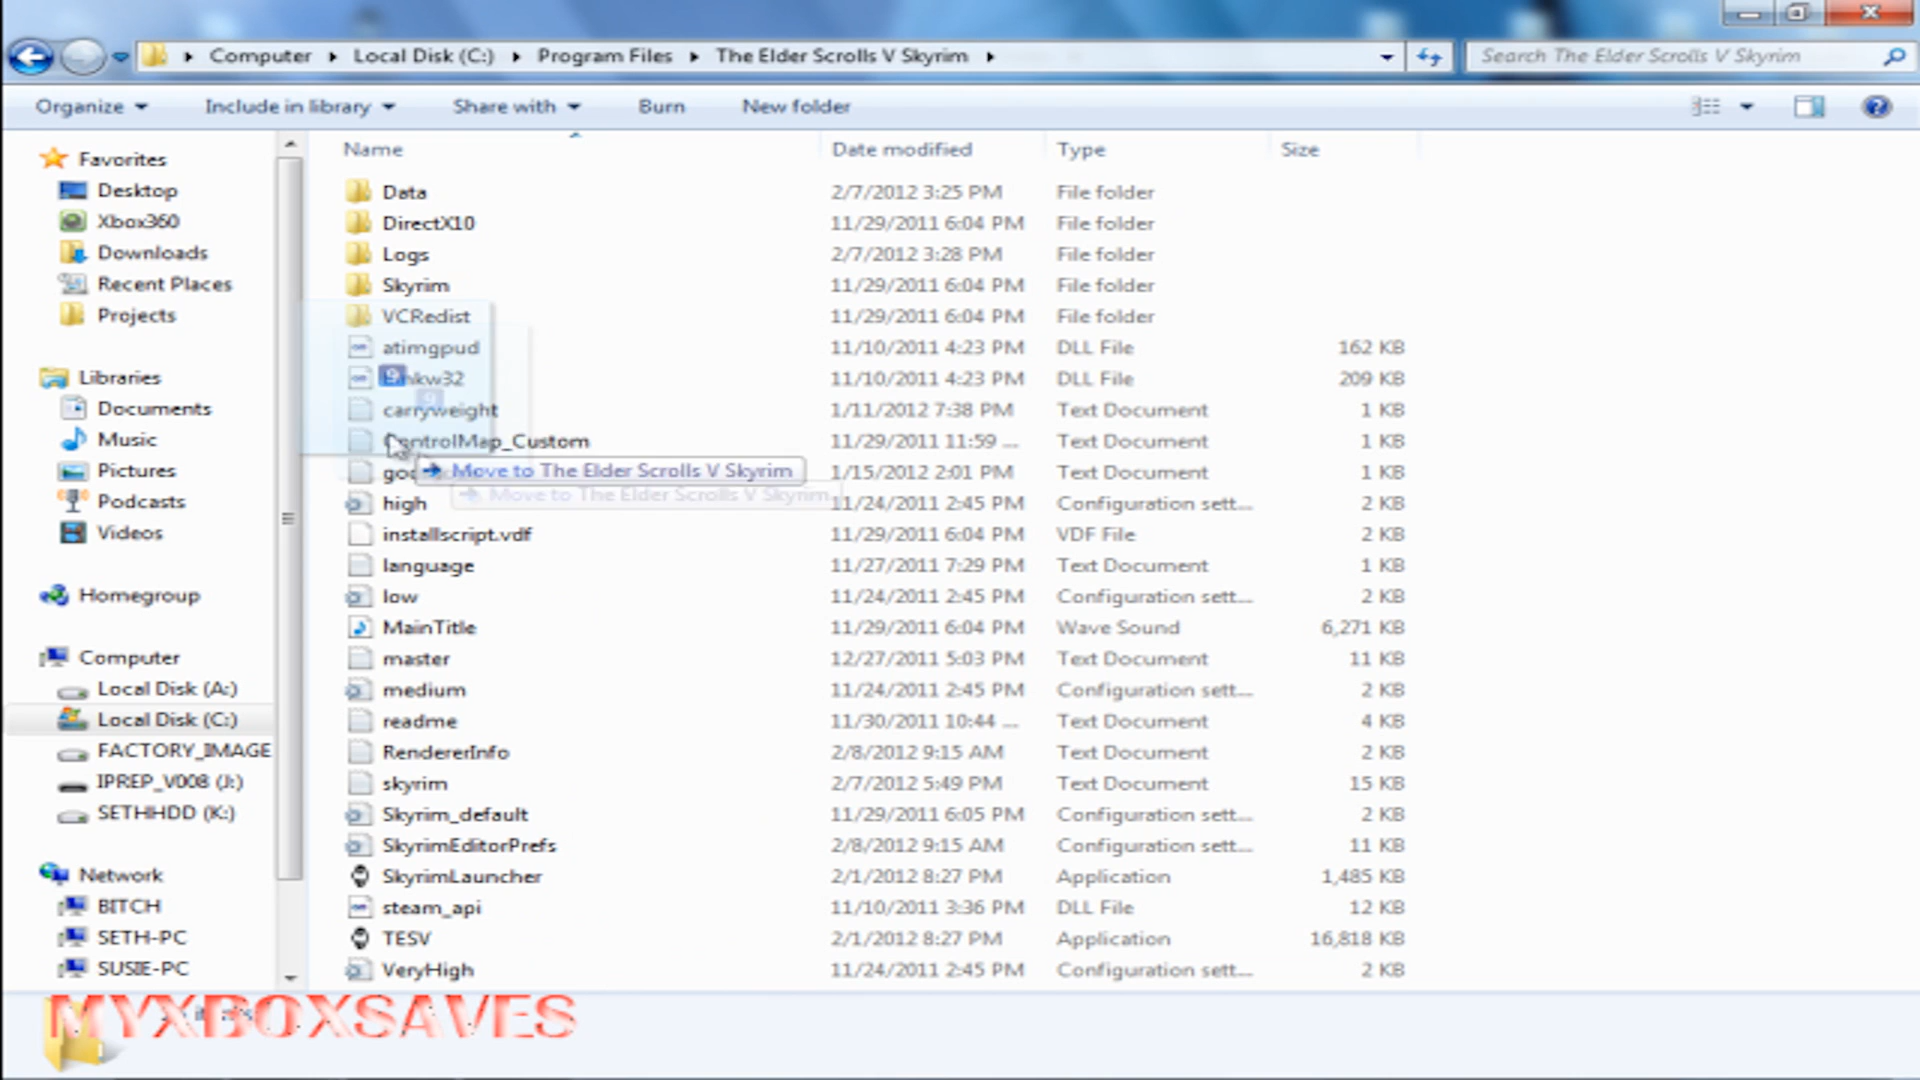 Computer Local Disk (C:) Program Files The Elder Scrolls V Skyrim
Search The Elder Scrolls V Skyrim
Organize Include in library Share with Burn New folder
Name Date modified Type Size
Favorites
Desktop
Xbox360
Downloads
Recent Places
Projects
Libraries
Documents
Music
Pictures
Podcasts
Videos
Homegroup
Computer
Local Disk (A:)
Local Disk (C:)
FACTORY_IMAGE
IPREP_V008 (J:)
SETHHDD (K:)
Network
BITCH
SETH-PC
SUSIE-PC
Data 2/7/2012 3:25 PM File folder
DirectX10 11/29/2011 6:04 PM File folder
Logs 2/7/2012 3:28 PM File folder
Skyrim 11/29/2011 6:04 PM File folder
VCRedist 11/29/2011 6:04 PM File folder
atimgpud 11/10/2011 4:23 PM DLL File 162 KB
9 11/10/2011 4:23 PM DLL File 209 KB
carryweight 1/11/2012 7:38 PM Text Document 1 KB
ControlMap_Custom 11/29/2011 11:59 ... Text Document 1 KB
1/15/2012 2:01 PM Text Document 1 KB
Move to The Elder Scrolls V Skyrim
Move to The Elder Scrolls V Skyrim
high 11/24/2011 2:45 PM Configuration sett... 2 KB
installscript.vdf 11/29/2011 6:04 PM VDF File 2 KB
language 11/27/2011 7:29 PM Text Document 1 KB
low 11/24/2011 2:45 PM Configuration sett... 2 KB
MainTitle 11/29/2011 6:04 PM Wave Sound 6,271 KB
master 12/27/2011 5:03 PM Text Document 11 KB
medium 11/24/2011 2:45 PM Configuration sett... 2 KB
readme 11/30/2011 10:44 ... Text Document 4 KB
RendererInfo 2/8/2012 9:15 AM Text Document 2 KB
skyrim 2/7/2012 5:49 PM Text Document 15 KB
Skyrim_default 11/29/2011 6:05 PM Configuration sett... 2 KB
SkyrimEditorPrefs 2/8/2012 9:15 AM Configuration sett... 11 KB
SkyrimLauncher 2/1/2012 8:27 PM Application 1,485 KB
steam_api 11/10/2011 3:36 PM DLL File 12 KB
TESV 2/1/2012 8:27 PM Application 16,818 KB
VeryHigh 11/24/2011 2:45 PM Configuration sett... 2 KB
MYXBOXSAVES